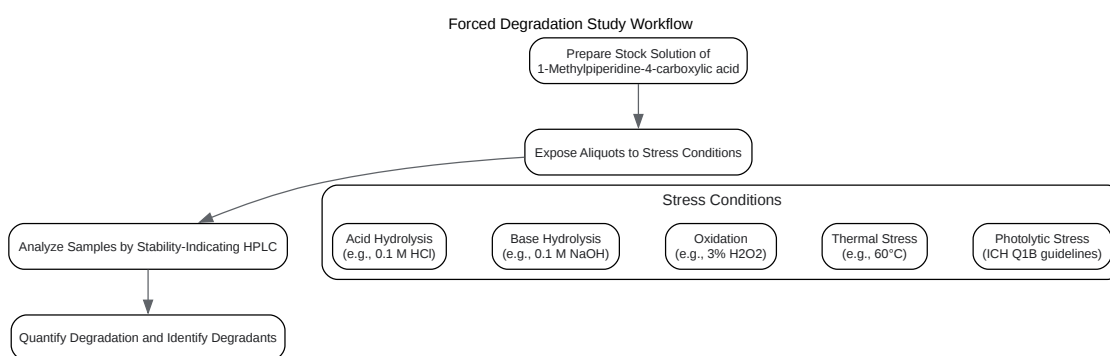 Forced Degradation Study Workflow
Prepare Stock Solution of
1-Methylpiperidine-4-carboxylic acid
Expose Aliquots to Stress Conditions
Stress Conditions
Analyze Samples by Stability-Indicating HPLC
Acid Hydrolysis
(e.g., 0.1 M HCl)
Base Hydrolysis
(e.g., 0.1 M NaOH)
Oxidation
(e.g., 3% H2O2)
Thermal Stress
(e.g., 60°C)
Photolytic Stress
(ICH Q1B guidelines)
Quantify Degradation and Identify Degradants